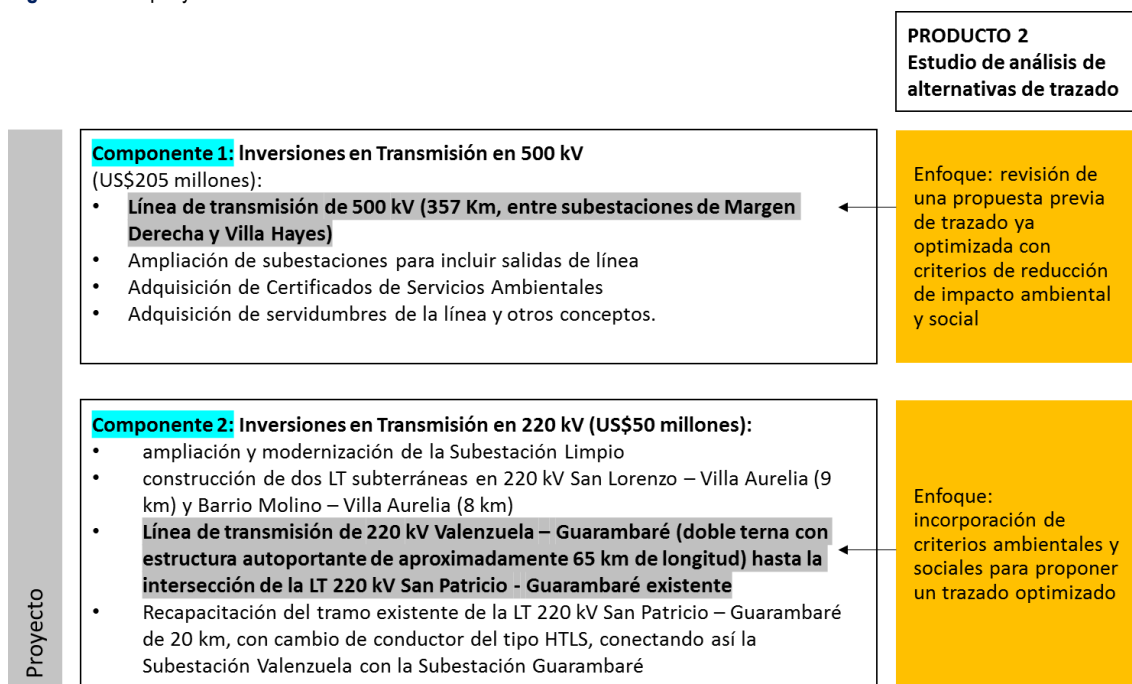 PRODUCTO 2
Estudio de análisis de
alternativas de trazado
Componente 1: Inversiones en Transmisión en 500 kV
(US$205 millones):
• Línea de transmisión de 500 kV (357 Km, entre subestaciones de Margen
Derecha y Villa Hayes)
• Ampliación de subestaciones para incluir salidas de línea
• Adquisición de Certificados de Servicios Ambientales
• Adquisición de servidumbres de la línea y otros conceptos.
Enfoque: revisión de
una propuesta previa
de trazado ya
optimizada con
criterios de reducción
de impacto ambiental
y social
Componente 2: Inversiones en Transmisión en 220 kV (US$50 millones):
• ampliación y modernización de la Subestación Limpio
• construcción de dos LT subterráneas en 220 kV San Lorenzo – Villa Aurelia (9
km) y Barrio Molino – Villa Aurelia (8 km)
• Línea de transmisión de 220 kV Valenzuela – Guarambaré (doble terna con
estructura autoportante de aproximadamente 65 km de longitud) hasta la
intersección de la LT 220 kV San Patricio - Guarambaré existente
• Recapacitación del tramo existente de la LT 220 kV San Patricio – Guarambaré
de 20 km, con cambio de conductor del tipo HTLS, conectando así la
Subestación Valenzuela con la Subestación Guarambaré
Enfoque:
incorporación de
criterios ambientales y
sociales para proponer
un trazado optimizado
Proyecto